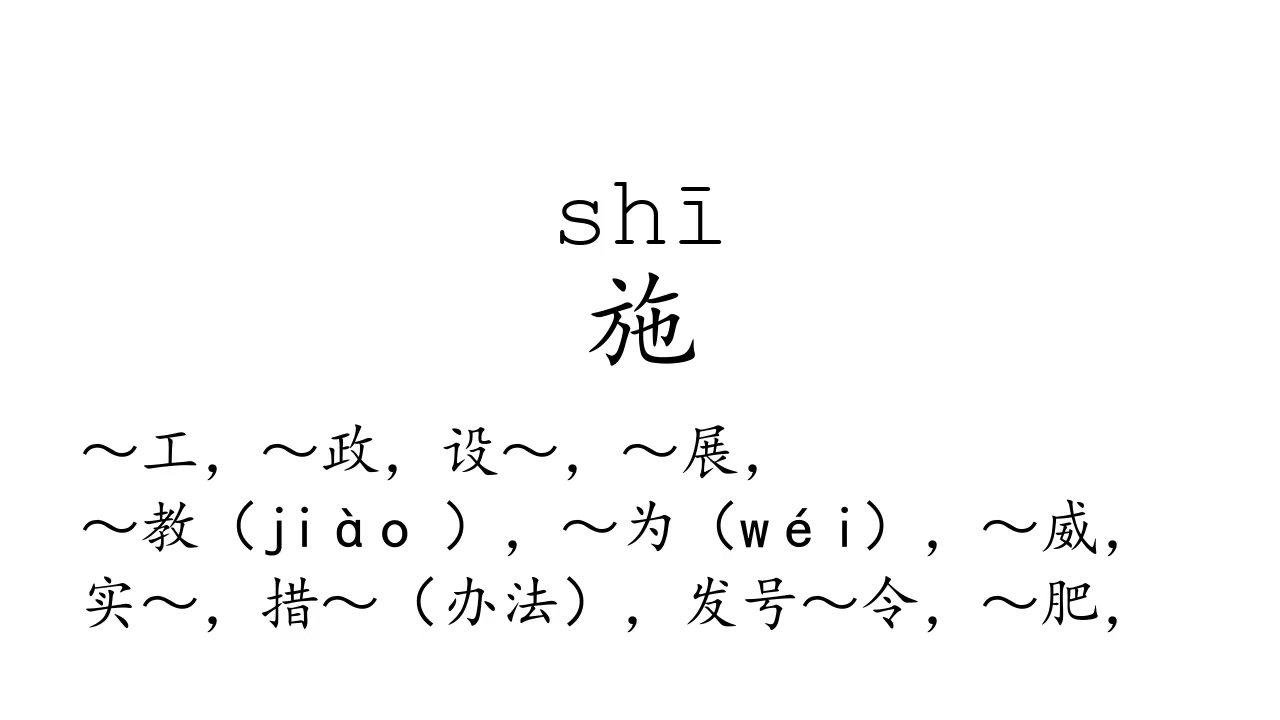 shī
施
～工，～政，设～，～展，
～教（jiào ），～为（wéi），～威，
实～，措～（办法），发号～令，～肥，